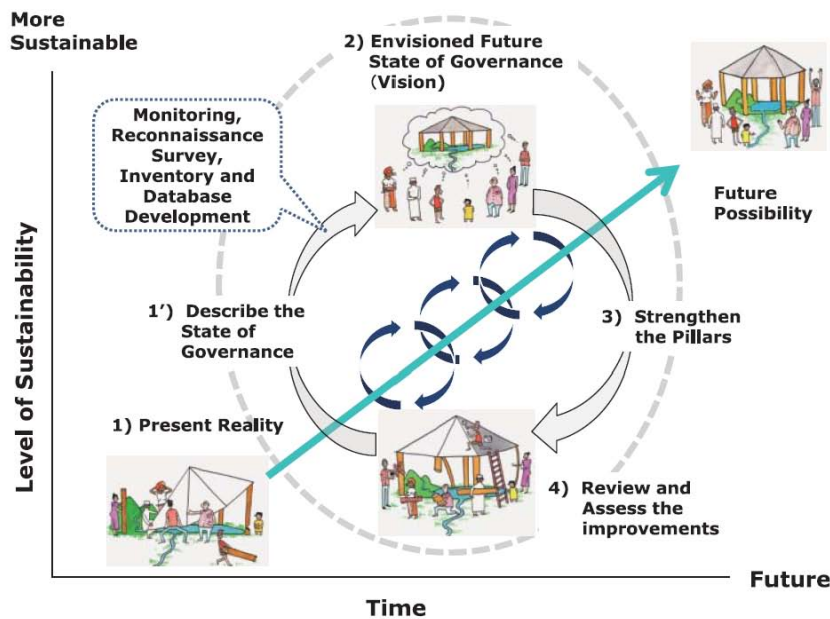 More
Sustainable
2) Envisioned Future
State of Governance
(Vision)
Monitoring,
Reconnaissance
Survey,
Inventory and
Database
Development
Future
Possibility
1’) Describe the
State of
Governance
3) Strengthen
the Pillars
1) Present Reality
4) Review and
Assess the
improvements
Level of Sustainability
Future
Time